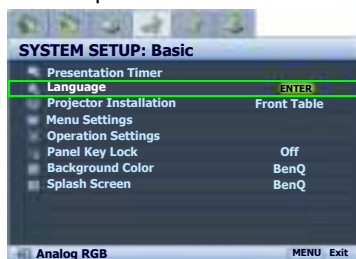 SYSTEM SETUP: Basic
Presentation Timer
Language ENTER
Projector Installation Front Table
Menu Settings
Operation Settings
Panel Key Lock Off
Background Color BenQ
Splash Screen BenQ
Analog RGB MENU Exit